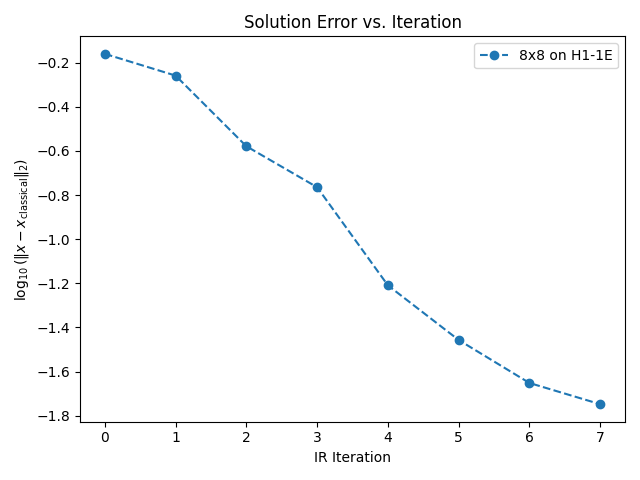 Solution Error vs. Iteration
8x8 on H1-1E
log₁₀(‖x − x_classical‖₂)
−0.2
−0.4
−0.6
−0.8
−1.0
−1.2
−1.4
−1.6
−1.8
0 1 2 3 4 5 6 7
IR Iteration